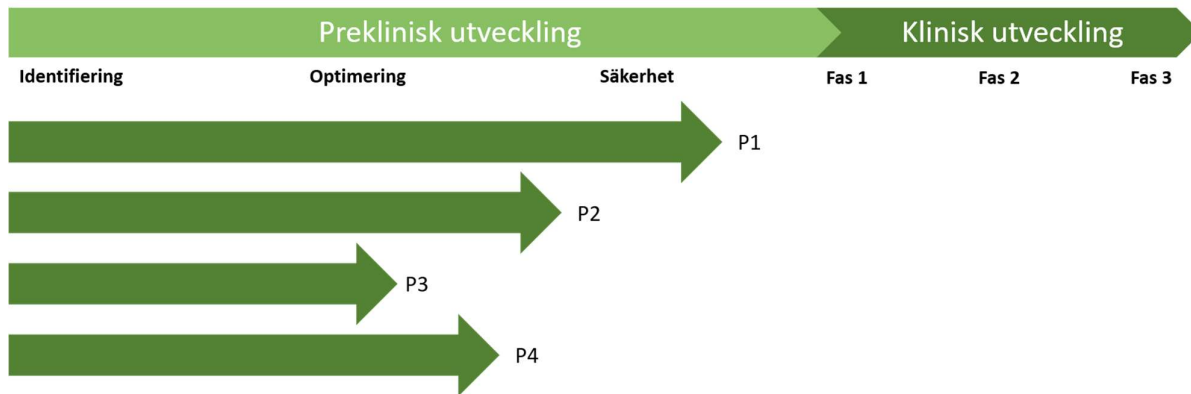 Preklinisk utveckling Klinisk utveckling
Identifiering Optimering Säkerhet Fas 1 Fas 2 Fas 3
P1
P2
P3
P4